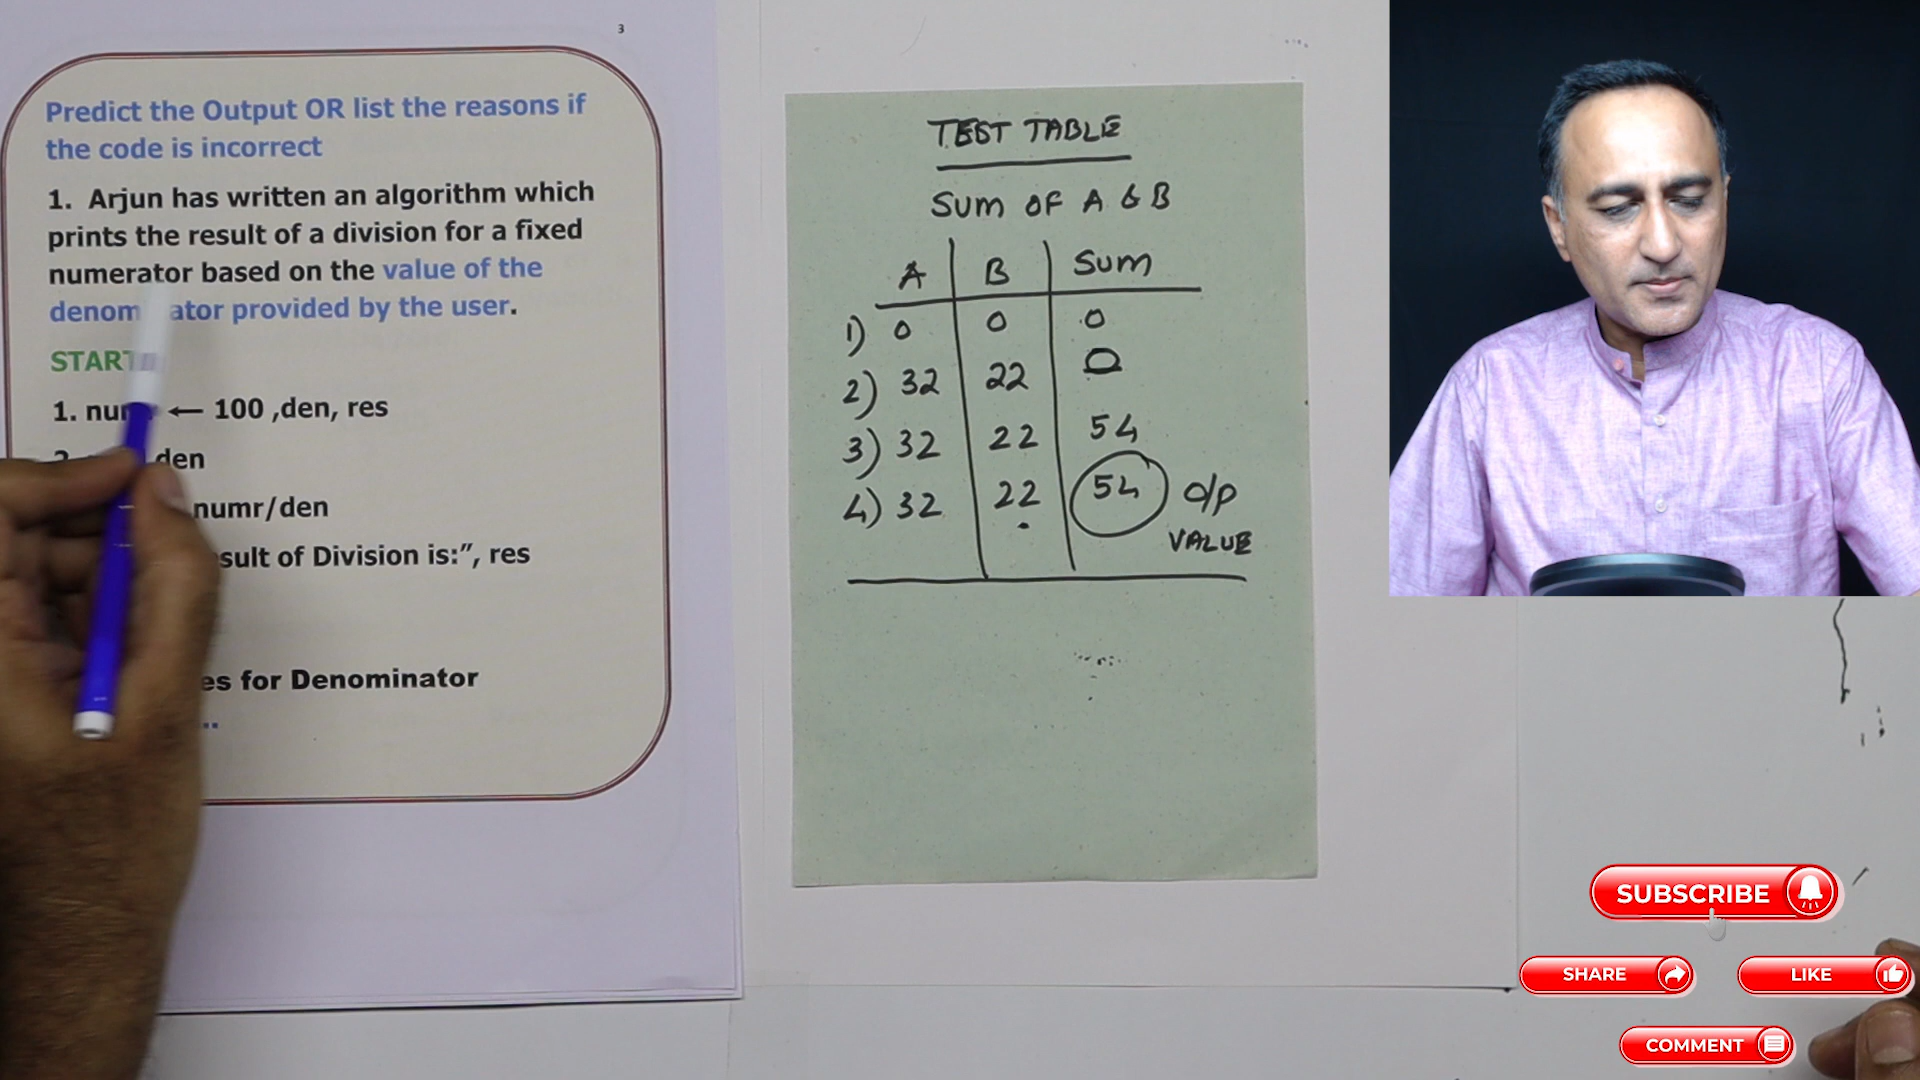 3
Predict the Output OR list the reasons if
the code is incorrect
1. Arjun has written an algorithm which
prints the result of a division for a fixed
numerator based on the value of the
denom ator provided by the user.
START
1. num ← 100 ,den, res
den
numr/den
sult of Division is:”, res
es for Denominator
..
TEST TABLE
SUM OF A & B
A B SUM
1) 0 0 0
2) 32 22 0
3) 32 22 54
4) 32 22 54 O/P
VALUE
SUBSCRIBE
SHARE
LIKE
COMMENT